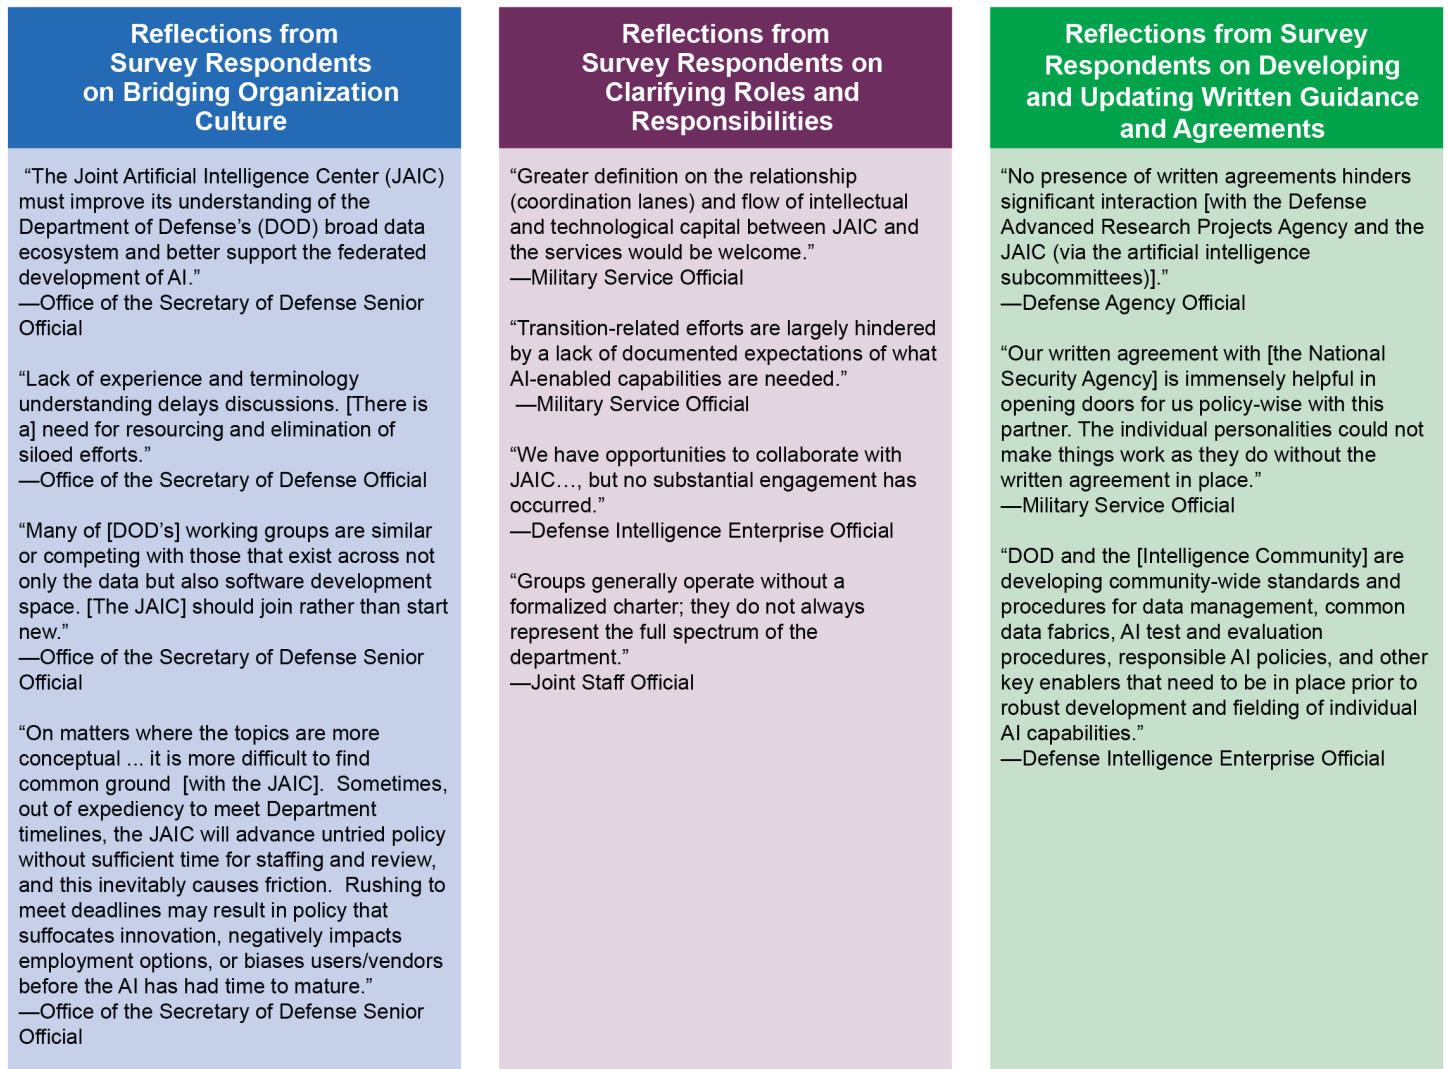 Reflections from
Survey Respondents
on Bridging Organization
Culture
“The Joint Artificial Intelligence Center (JAIC)
must improve its understanding of the
Department of Defense’s (DOD) broad data
ecosystem and better support the federated
development of AI.”
—Office of the Secretary of Defense Senior
Official
“Lack of experience and terminology
understanding delays discussions. [There is
a] need for resourcing and elimination of
siloed efforts.”
—Office of the Secretary of Defense Official
“Many of [DOD’s] working groups are similar
or competing with those that exist across not
only the data but also software development
space. [The JAIC] should join rather than start
new.”
—Office of the Secretary of Defense Senior
Official
“On matters where the topics are more
conceptual ... it is more difficult to find
common ground  [with the JAIC].  Sometimes,
out of expediency to meet Department
timelines, the JAIC will advance untried policy
without sufficient time for staffing and review,
and this inevitably causes friction.  Rushing to
meet deadlines may result in policy that
suffocates innovation, negatively impacts
employment options, or biases users/vendors
before the AI has had time to mature.”
—Office of the Secretary of Defense Senior
Official
Reflections from
Survey Respondents on
Clarifying Roles and
Responsibilities
“Greater definition on the relationship
(coordination lanes) and flow of intellectual
and technological capital between JAIC and
the services would be welcome.”
—Military Service Official
“Transition-related efforts are largely hindered
by a lack of documented expectations of what
AI-enabled capabilities are needed.”
—Military Service Official
“We have opportunities to collaborate with
JAIC…, but no substantial engagement has
occurred.”
—Defense Intelligence Enterprise Official
“Groups generally operate without a
formalized charter; they do not always
represent the full spectrum of the
department.”
—Joint Staff Official
Reflections from Survey
Respondents on Developing
and Updating Written Guidance
and Agreements
“No presence of written agreements hinders
significant interaction [with the Defense
Advanced Research Projects Agency and the
JAIC (via the artificial intelligence
subcommittees)].”
—Defense Agency Official
“Our written agreement with [the National
Security Agency] is immensely helpful in
opening doors for us policy-wise with this
partner. The individual personalities could not
make things work as they do without the
written agreement in place.”
—Military Service Official
“DOD and the [Intelligence Community] are
developing community-wide standards and
procedures for data management, common
data fabrics, AI test and evaluation
procedures, responsible AI policies, and other
key enablers that need to be in place prior to
robust development and fielding of individual
AI capabilities.”
—Defense Intelligence Enterprise Official